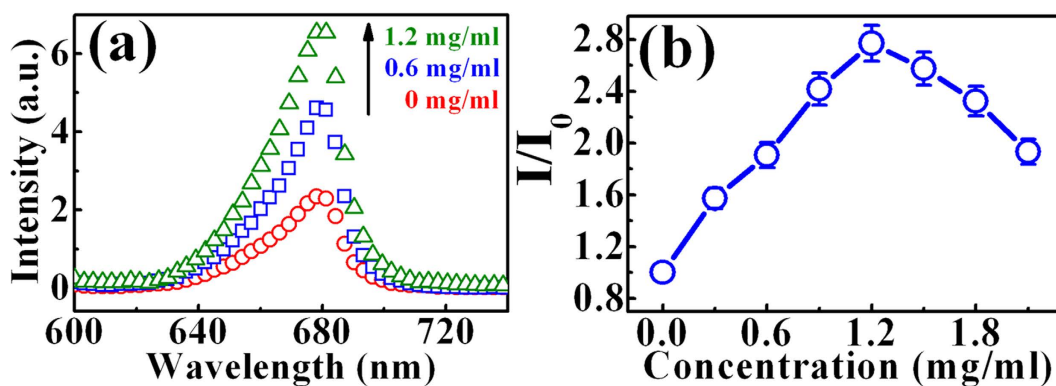 (a)
1.2 mg/ml
0.6 mg/ml
0 mg/ml
Intensity (a.u.)
6
4
2
0
600 640 680 720
Wavelength (nm)
(b)
I/I0
2.8
2.4
2.0
1.6
1.2
0.8
0.0 0.6 1.2 1.8
Concentration (mg/ml)